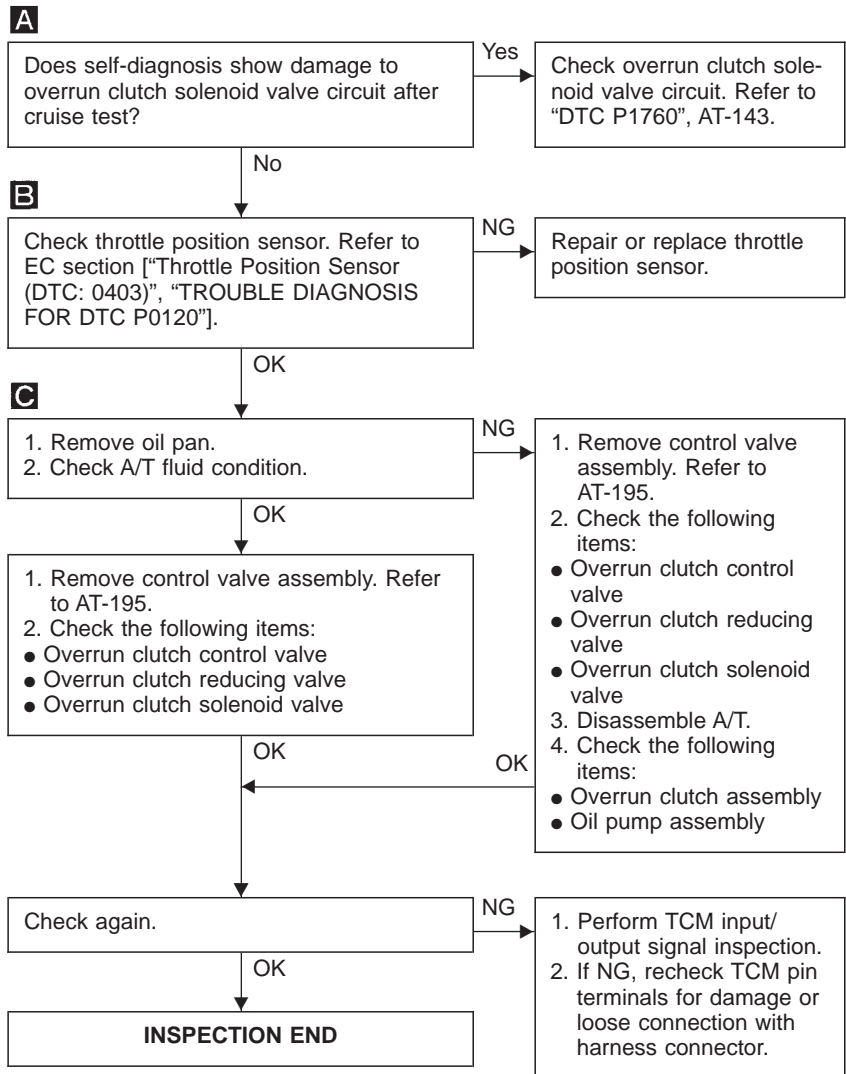 A
Does self-diagnosis show damage to
overrun clutch solenoid valve circuit after
cruise test?
Yes
Check overrun clutch sole-
noid valve circuit. Refer to
“DTC P1760”, AT-143.
No
B
Check throttle position sensor. Refer to
EC section [“Throttle Position Sensor
(DTC: 0403)”, “TROUBLE DIAGNOSIS
FOR DTC P0120”].
NG
Repair or replace throttle
position sensor.
OK
C
1. Remove oil pan.
2. Check A/T fluid condition.
NG
1. Remove control valve
assembly. Refer to
AT-195.
2. Check the following
items:
● Overrun clutch control
valve
● Overrun clutch reducing
valve
● Overrun clutch solenoid
valve
3. Disassemble A/T.
4. Check the following
items:
● Overrun clutch assembly
● Oil pump assembly
OK
1. Remove control valve assembly. Refer
to AT-195.
2. Check the following items:
● Overrun clutch control valve
● Overrun clutch reducing valve
● Overrun clutch solenoid valve
OK
OK
Check again.
NG
1. Perform TCM input/
output signal inspection.
2. If NG, recheck TCM pin
terminals for damage or
loose connection with
harness connector.
OK
INSPECTION END